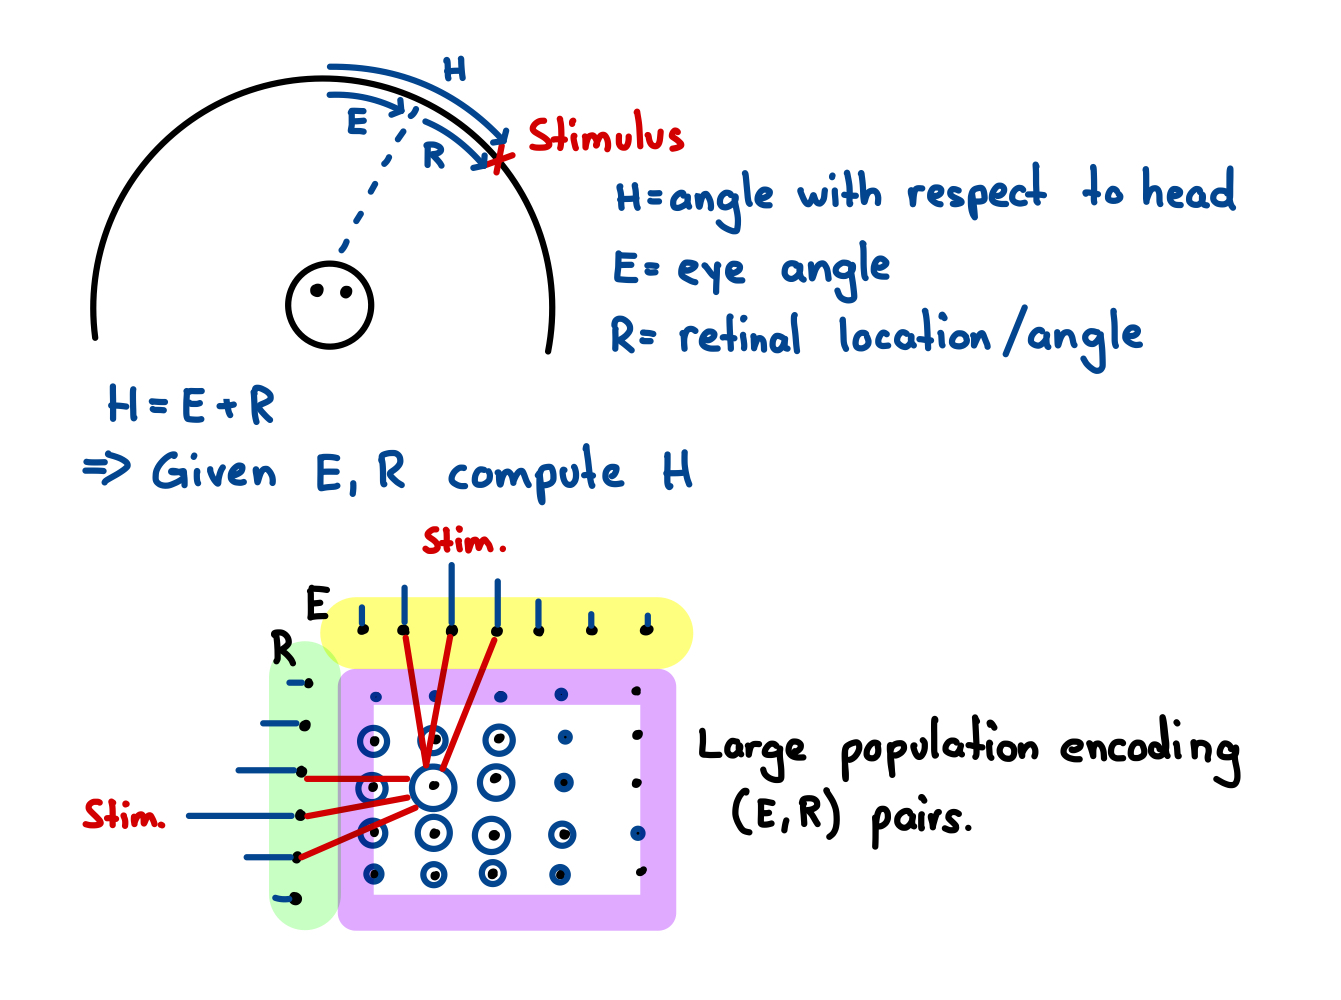 H
E
R
Stimulus
H=angle with respect to head
E= eye angle
R= retinal location/angle
H=E+R
=> Given E, R compute H
Stim.
E
R
Stim.
Large population encoding
(E,R) pairs.